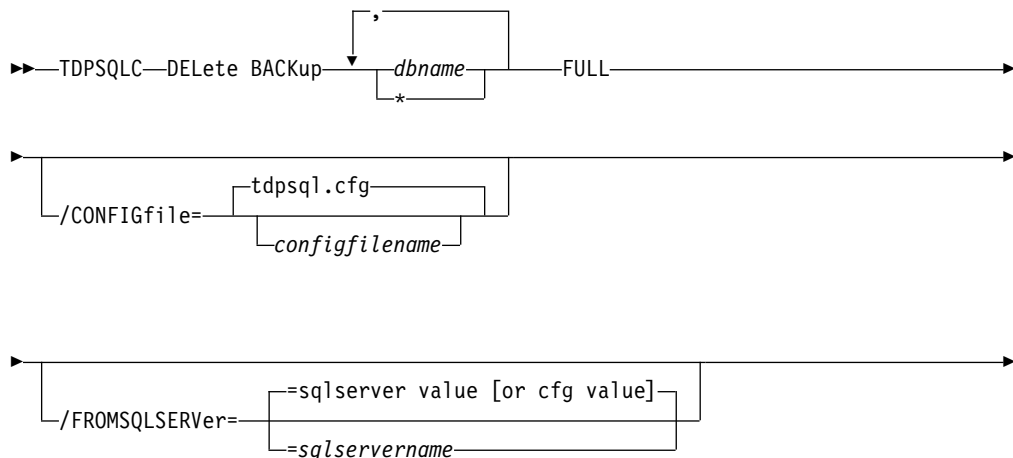 ,
TDPSQLC DELete BACKup dbname FULL
*
tdpsql.cfg
/CONFIGfile=
configfilename
=sqlserver value [or cfg value]
/FROMSQLSERVer=
=sqlservername